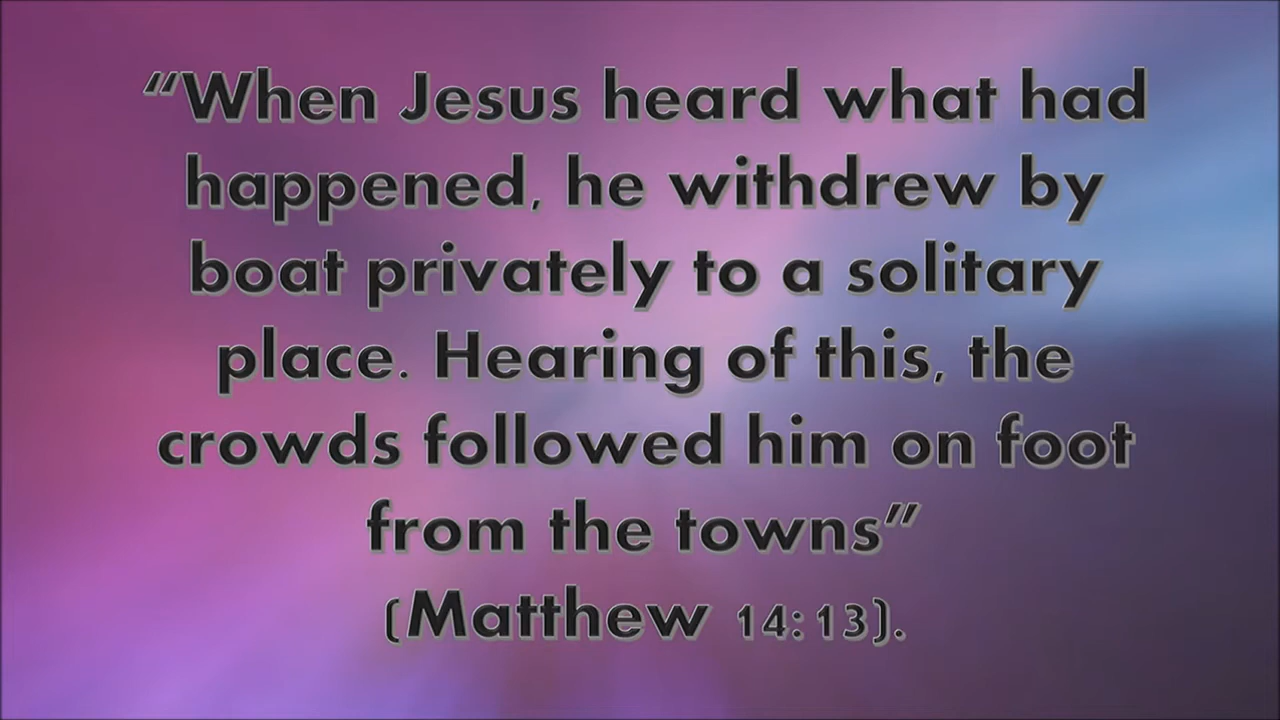 “When Jesus heard what had
happened, he withdrew by
boat privately to a solitary
place. Hearing of this, the
crowds followed him on foot
from the towns”
(Matthew 14:13).